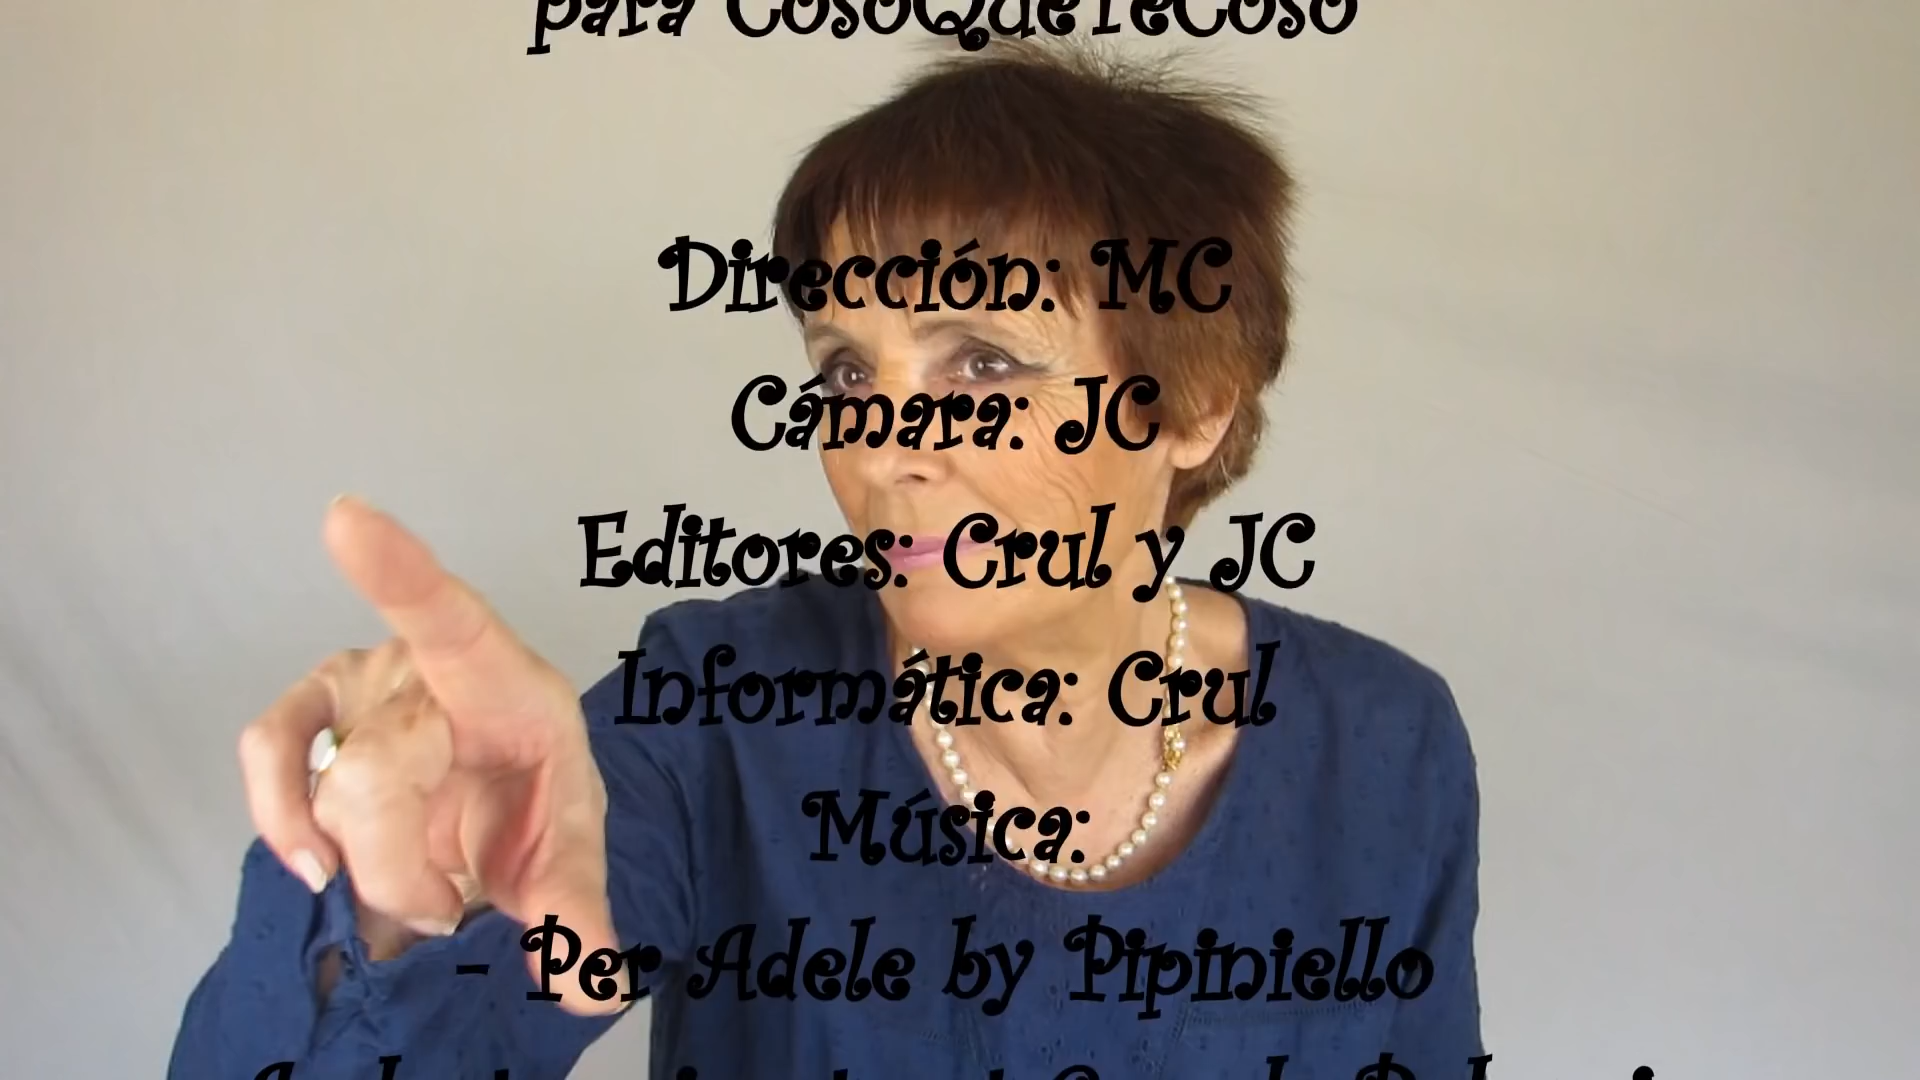 para CosoQueTeCoso
Dirección: MC
Cámara: JC
Editores: Crul y JC
Informática: Crul
Música:
- Per Adele by Pipiniello